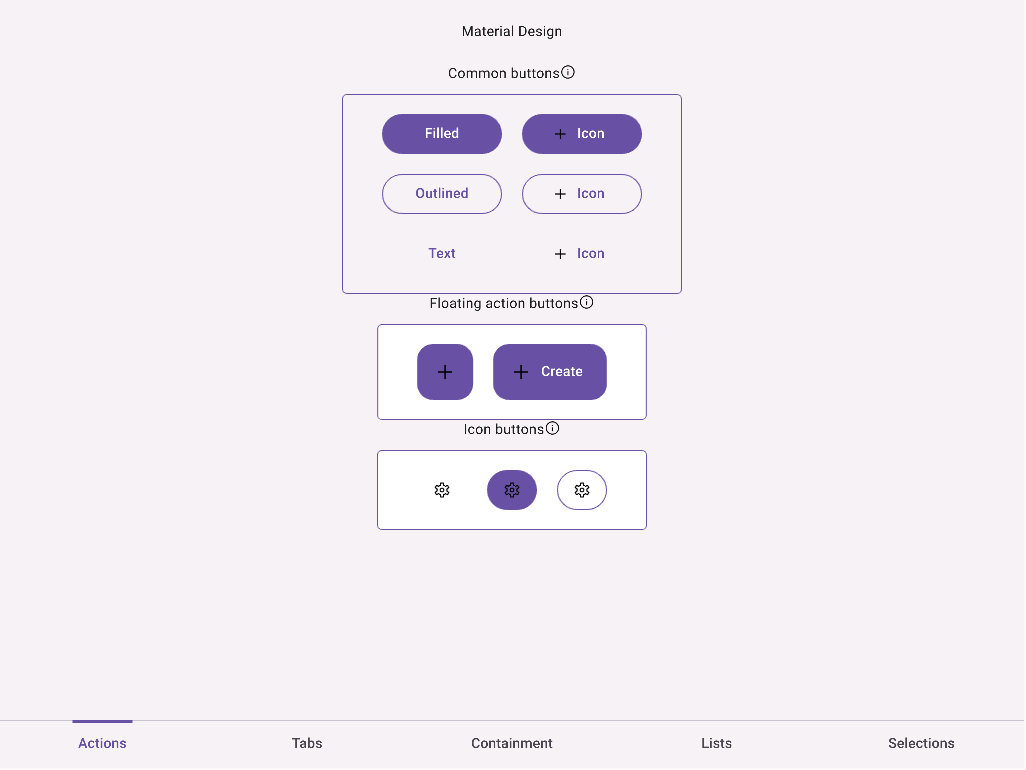 Material Design
Common buttons
Filled
Icon
Outlined
Icon
Text
Icon
Floating action buttons
Create
Icon buttons
Actions
Tabs
Containment
Lists
Selections